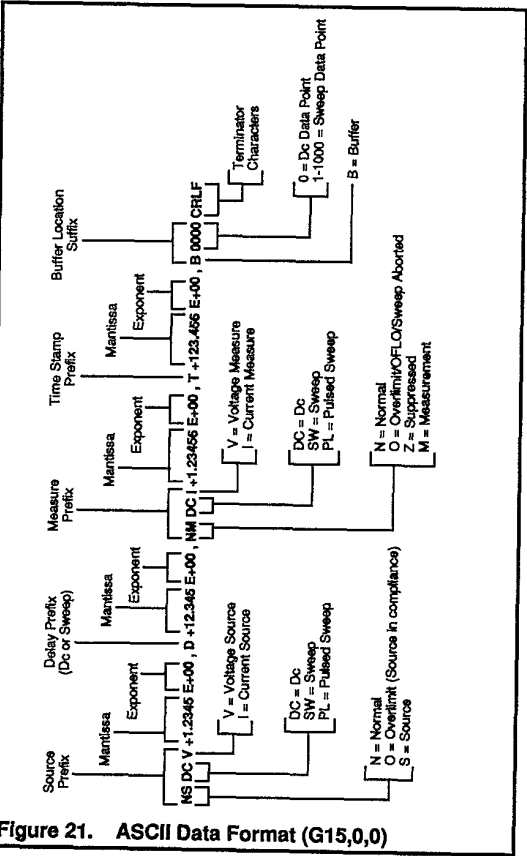 Source
Prefix
Mantissa
Exponent
Delay Prefix
(Dc or Sweep)
Mantissa
Exponent
Measure
Prefix
Mantissa
Exponent
Time Stamp
Prefix
Mantissa
Exponent
Buffer Location
Suffix
NS DC V +1.2345 E+00 , D +12.345 E+00 , NM DC I +1.23456 E+00 , T +123.456 E+00 , B 0000 CRLF
V = Voltage Source
I = Current Source
DC = Dc
SW = Sweep
PL = Pulsed Sweep
N = Normal
O = Overlimit (Source in compliance)
S = Source
V = Voltage Measure
I = Current Measure
DC = Dc
SW = Sweep
PL = Pulsed Sweep
N = Normal
O = Overlimit/OFLO/Sweep Aborted
Z = Suppressed
M = Measurement
Terminator
Characters
0 = Dc Data Point
1-1000 = Sweep Data Point
B = Buffer
Figure 21. ASCII Data Format (G15,0,0)